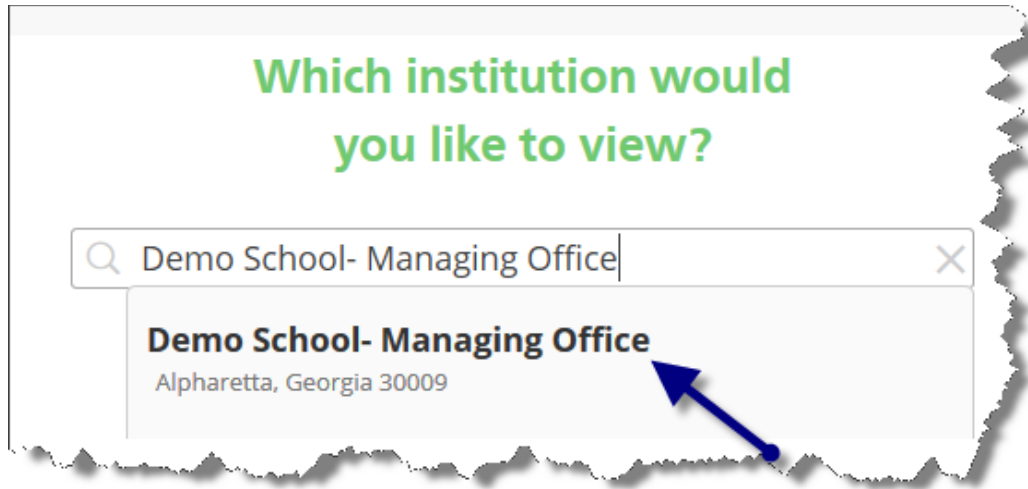 Which institution would
you like to view?
Demo School- Managing Office
Demo School- Managing Office
Alpharetta, Georgia 30009